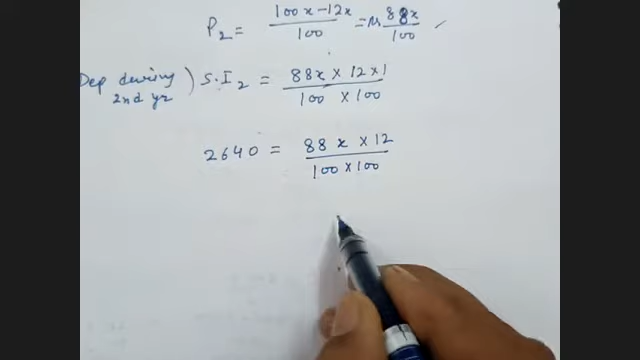 P2 = 100x-12x / 100 = 88x / 100 ✓
Dep during 2nd yr ) S.I2 = 88x × 12 × 1 / 100 × 100
2640 = 88 x × 12 / 100 × 100